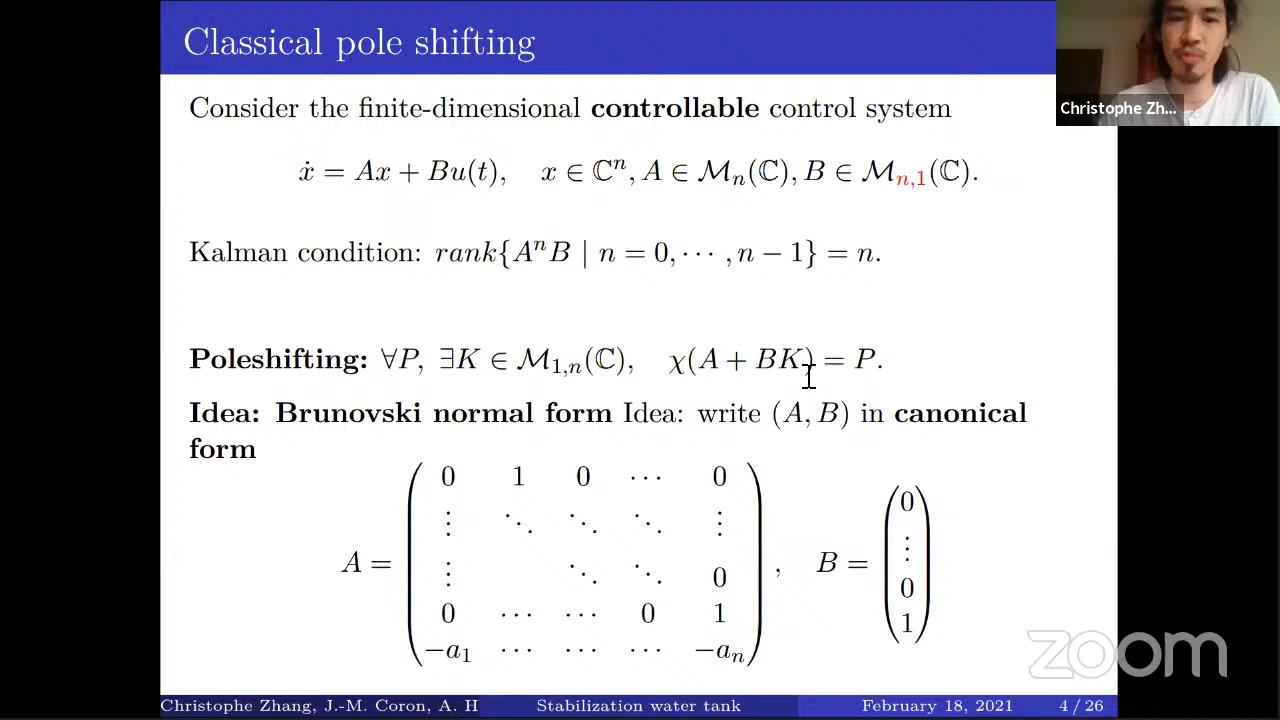 Classical pole shifting
Christophe Zh...
Consider the finite-dimensional controllable control system
ẋ = Ax + Bu(t), x ∈ ℂⁿ, A ∈ ℳₙ(ℂ), B ∈ ℳₙ,₁(ℂ).
Kalman condition: rank{AⁿB | n = 0, ⋯ , n − 1} = n.
Poleshifting: ∀P, ∃K ∈ ℳ₁,ₙ(ℂ), χ(A + BK) = P.
Idea: Brunovski normal form Idea: write (A, B) in canonical
form
A = ( 0 1 0 ⋯ 0
⋮ ⋱ ⋱ ⋱ ⋮
⋮ ⋱ ⋱ 0
0 ⋯ ⋯ 0 1
−a₁ ⋯ ⋯ ⋯ −aₙ ) , B = ( 0
⋮
0
1 )
zoom
Christophe Zhang, J.-M. Coron, A. H Stabilization water tank February 18, 2021 4 / 26